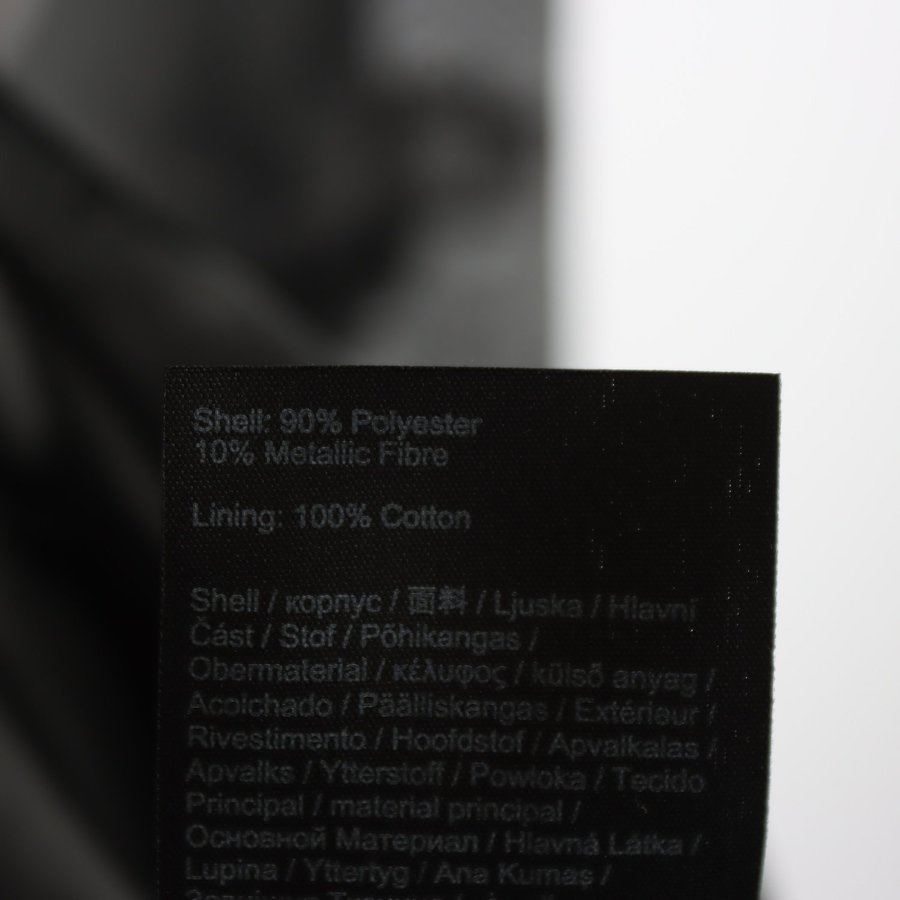 Shell: 90% Polyester
10% Metallic Fibre
Lining: 100% Cotton
Shell / корпус / 面料 / Ljuska / Hlavní
Část / Stof / Põhikangas /
Obermaterial / κέλυφος / külső anyag /
Acolchado / Päälliskangas / Extérieur /
Rivestimento / Hoofdstof / Apvalkalas /
Apvalks / Ytterstoff / Powłoka / Tecido
Principal / material principal /
Основной Материал / Hlavná Látka /
Lupina / Yttertyg / Ana Kumaş /